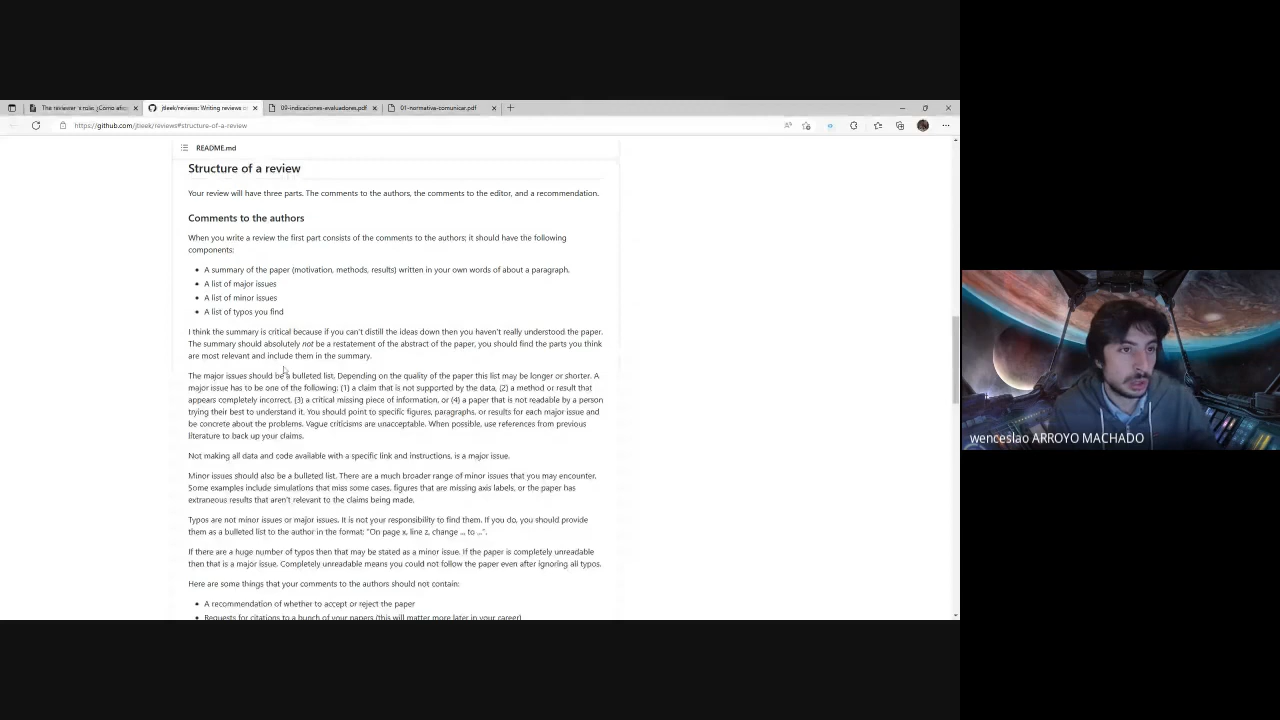 The reviewer's role: ¿Cómo afro
jtleek/reviews: Writing reviews o
09-indicaciones-evaluadores.pdf
01-normativa-comunicar.pdf
https://github.com/jtleek/reviews#structure-of-a-review
README.md
Structure of a review
Your review will have three parts. The comments to the authors, the comments to the editor, and a recommendation.
Comments to the authors
When you write a review the first part consists of the comments to the authors; it should have the following
components:
• A summary of the paper (motivation, methods, results) written in your own words of about a paragraph.
• A list of major issues
• A list of minor issues
• A list of typos you find
I think the summary is critical because if you can't distill the ideas down then you haven't really understood the paper.
The summary should absolutely not be a restatement of the abstract of the paper, you should find the parts you think
are most relevant and include them in the summary.
The major issues should be a bulleted list. Depending on the quality of the paper this list may be longer or shorter. A
major issue has to be one of the following: (1) a claim that is not supported by the data, (2) a method or result that
appears completely incorrect, (3) a critical missing piece of information, or (4) a paper that is not readable by a person
trying their best to understand it. You should point to specific figures, paragraphs, or results for each major issue and
be concrete about the problems. Vague criticisms are unacceptable. When possible, use references from previous
literature to back up your claims.
Not making all data and code available with a specific link and instructions, is a major issue.
Minor issues should also be a bulleted list. There are a much broader range of minor issues that you may encounter.
Some examples include simulations that miss some cases, figures that are missing axis labels, or the paper has
extraneous results that aren't relevant to the claims being made.
Typos are not minor issues or major issues. It is not your responsibility to find them. If you do, you should provide
them as a bulleted list to the author in the format: "On page x, line z, change ... to ...".
If there are a huge number of typos then that may be stated as a minor issue. If the paper is completely unreadable
then that is a major issue. Completely unreadable means you could not follow the paper even after ignoring all typos.
Here are some things that your comments to the authors should not contain:
• A recommendation of whether to accept or reject the paper
• Requests for citations to a bunch of your papers (this will matter more later in your career)
wenceslao ARROYO MACHADO